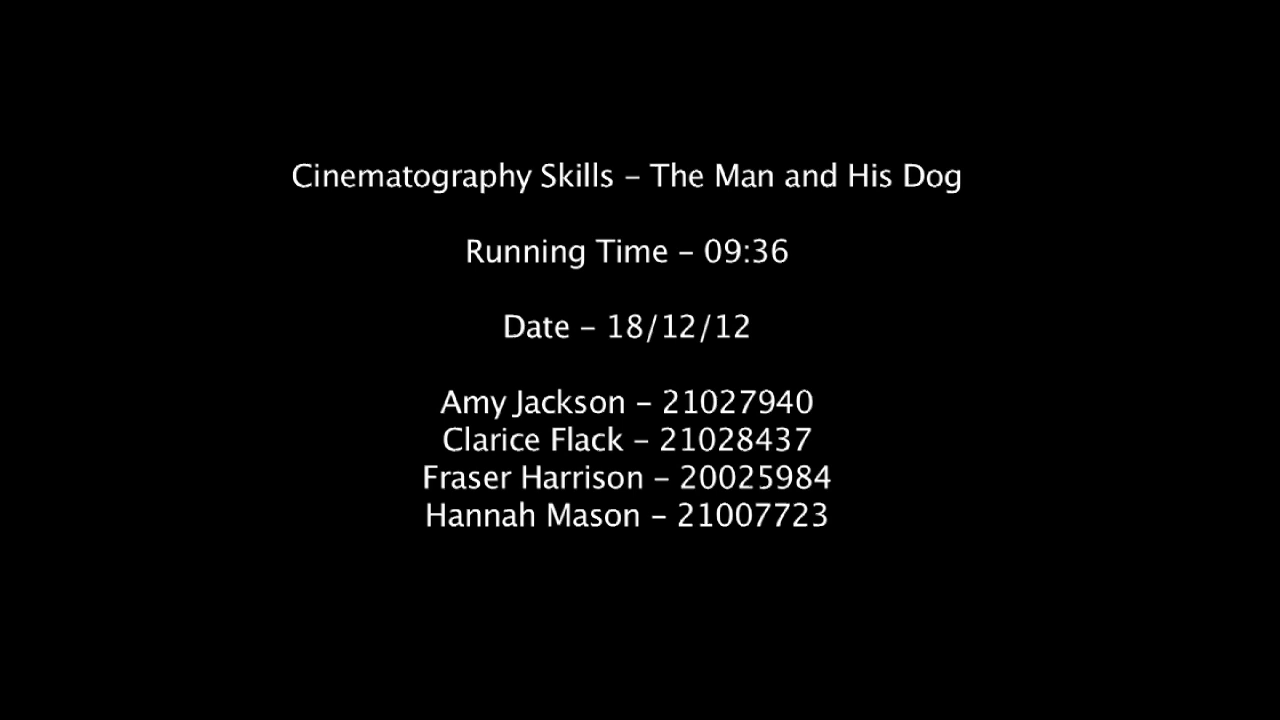 Cinematography Skills – The Man and His Dog
Running Time – 09:36
Date – 18/12/12
Amy Jackson – 21027940
Clarice Flack – 21028437
Fraser Harrison – 20025984
Hannah Mason – 21007723